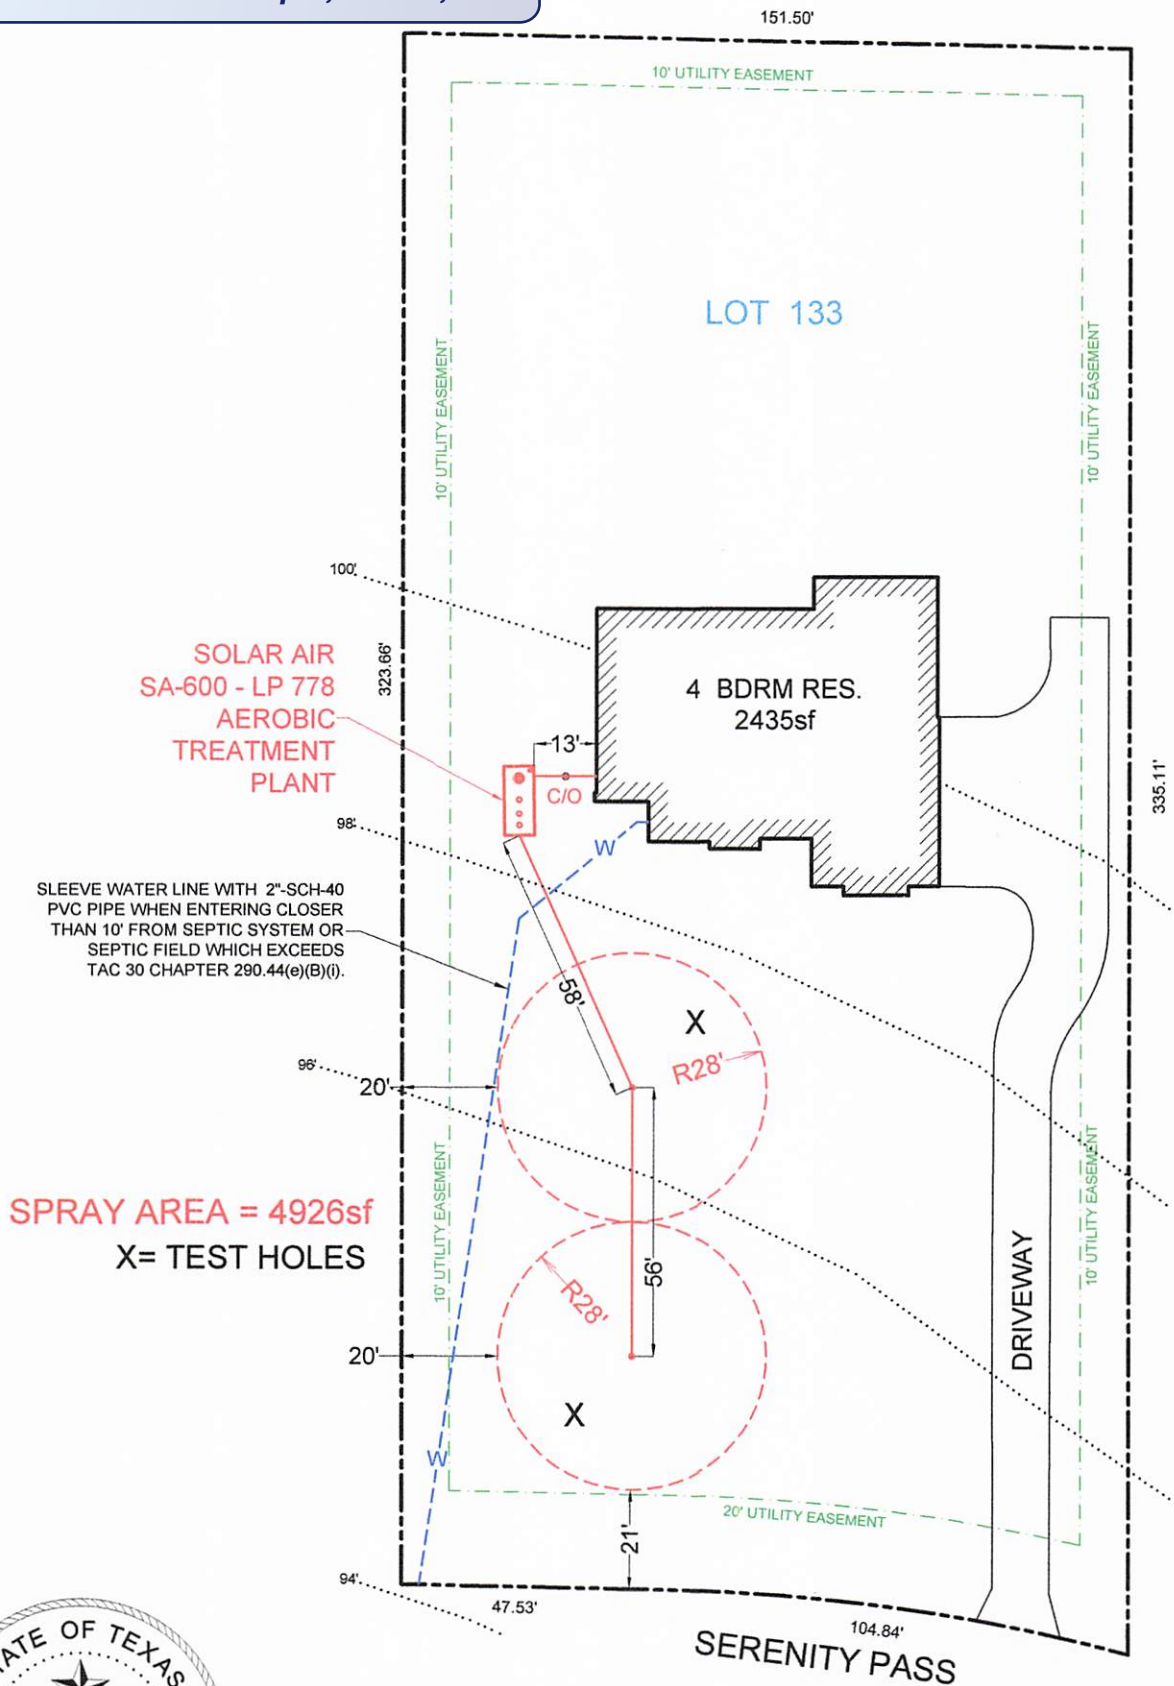 151.50'
10' UTILITY EASEMENT
LOT 133
10' UTILITY EASEMENT
10' UTILITY EASEMENT
100'
323.66'
SOLAR AIR
SA-600 - LP 778
AEROBIC
TREATMENT
PLANT
4 BDRM RES.
2435sf
13'
C/O
335.11'
98'
W
SLEEVE WATER LINE WITH 2"-SCH-40
PVC PIPE WHEN ENTERING CLOSER
THAN 10' FROM SEPTIC SYSTEM OR
SEPTIC FIELD WHICH EXCEEDS
TAC 30 CHAPTER 290.44(e)(B)(i).
58'
X
R28'
96'
20'
10' UTILITY EASEMENT
10' UTILITY EASEMENT
SPRAY AREA = 4926sf
X= TEST HOLES
56'
R28'
DRIVEWAY
20'
X
W
20' UTILITY EASEMENT
21'
94'
47.53'
104.84'
SERENITY PASS
ATE OF TEXAS